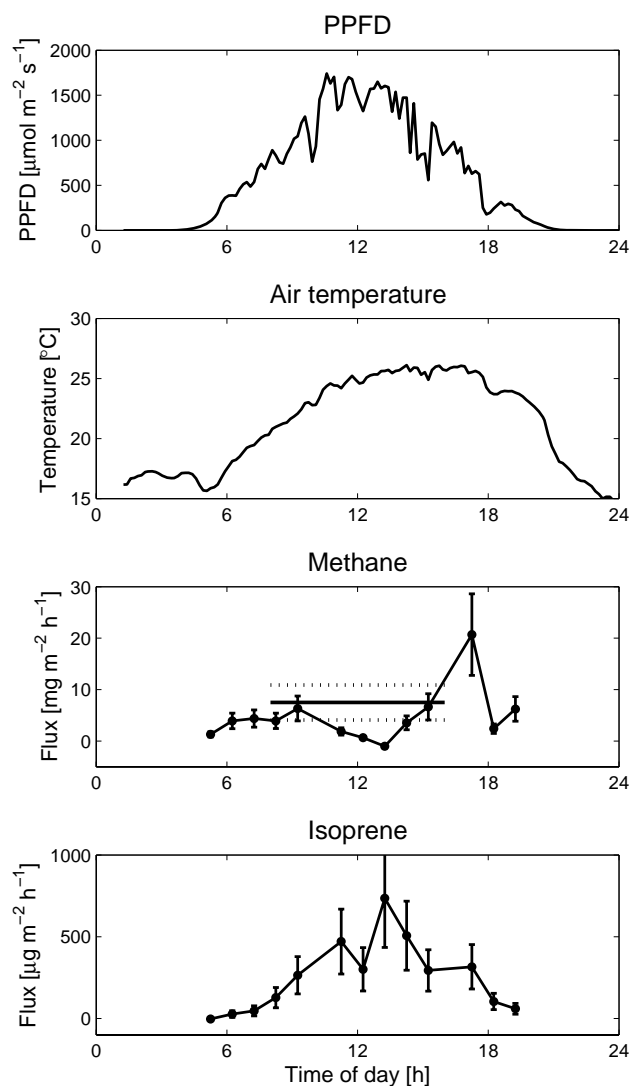 PPFD
PPFD [μmol m−2 s−1]
2000
1500
1000
500
0
0 6 12 18 24
Air temperature
Temperature [°C]
30
25
20
15
0 6 12 18 24
Methane
Flux [mg m−2 h−1]
30
20
10
0
0 6 12 18 24
Isoprene
Flux [μg m−2 h−1]
1000
500
0
0 6 12 18 24
Time of day [h]